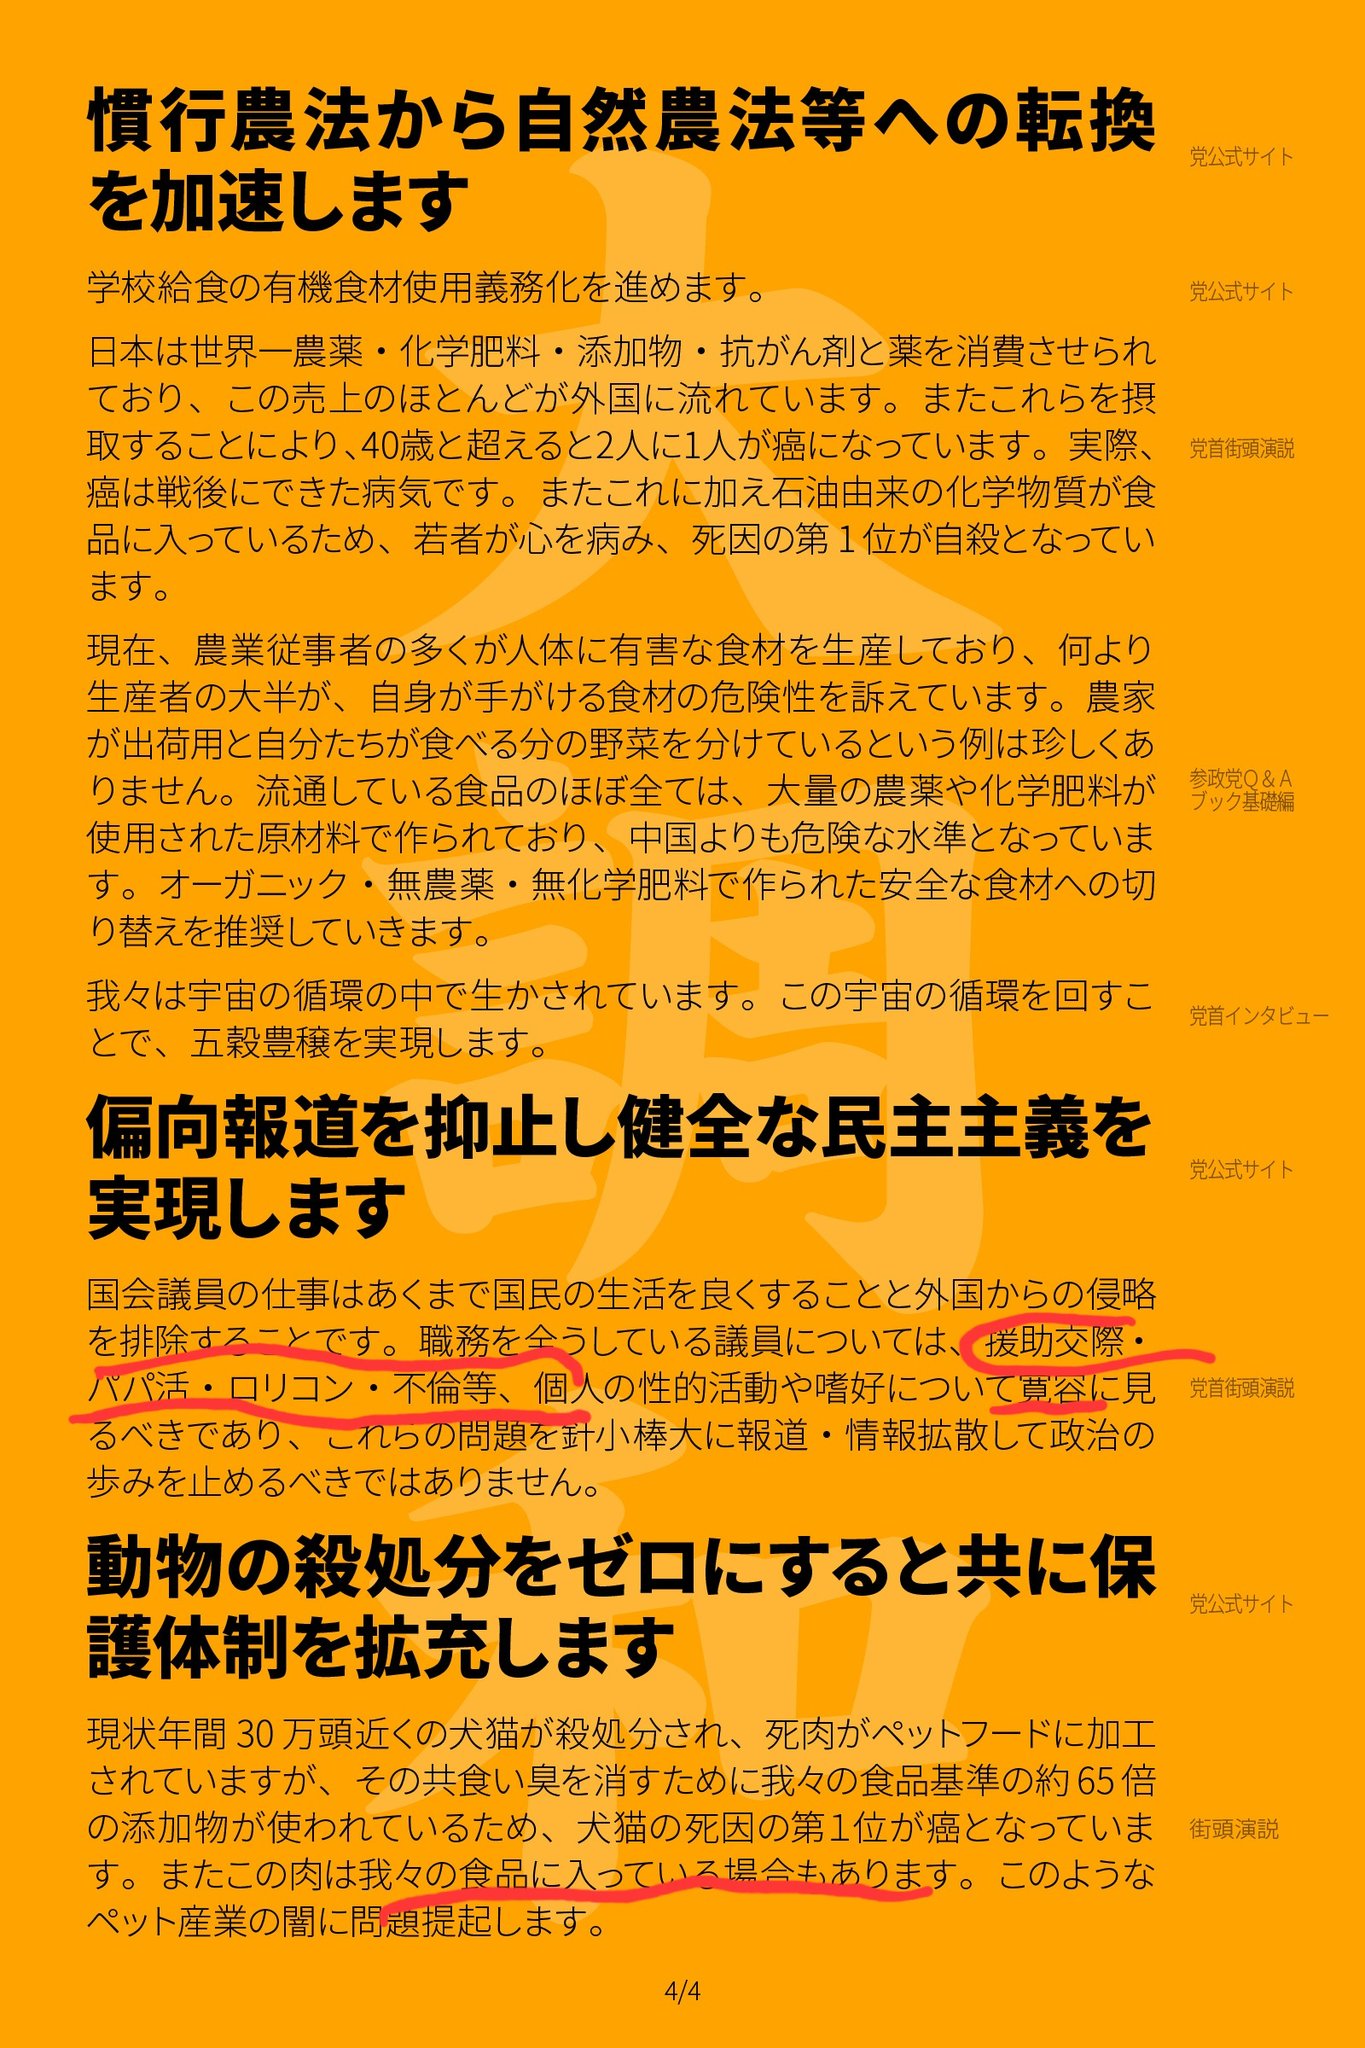 慣行農法から自然農法等への転換
を加速します
党公式サイト
学校給食の有機食材使用義務化を進めます。
党公式サイト
日本は世界一農薬・化学肥料・添加物・抗がん剤と薬を消費させられ
ており、この売上のほとんどが外国に流れています。またこれらを摂
取することにより、40歳と超えると2人に1人が癌になっています。実際、
癌は戦後にできた病気です。またこれに加え石油由来の化学物質が食
品に入っているため、若者が心を病み、死因の第1位が自殺となってい
ます。
党首街頭演説
現在、農業従事者の多くが人体に有害な食材を生産しており、何より
生産者の大半が、自身が手がける食材の危険性を訴えています。農家
が出荷用と自分たちが食べる分の野菜を分けているという例は珍しくあ
りません。流通している食品のほぼ全ては、大量の農薬や化学肥料が
使用された原材料で作られており、中国よりも危険な水準となっていま
す。オーガニック・無農薬・無化学肥料で作られた安全な食材への切
り替えを推奨していきます。
参政党Q&A
ブック基礎編
我々は宇宙の循環の中で生かされています。この宇宙の循環を回すこ
とで、五穀豊穣を実現します。
党首インタビュー
偏向報道を抑止し健全な民主主義を
実現します
党公式サイト
国会議員の仕事はあくまで国民の生活を良くすることと外国からの侵略
を排除することです。職務を全うしている議員については、援助交際・
パパ活・ロリコン・不倫等、個人の性的活動や嗜好について寛容に見
るべきであり、これらの問題を針小棒大に報道・情報拡散して政治の
歩みを止めるべきではありません。
党首街頭演説
動物の殺処分をゼロにすると共に保
護体制を拡充します
党公式サイト
現状年間30万頭近くの犬猫が殺処分され、死肉がペットフードに加工
されていますが、その共食い臭を消すために我々の食品基準の約65倍
の添加物が使われているため、犬猫の死因の第1位が癌となっていま
す。またこの肉は我々の食品に入っている場合もあります。このような
ペット産業の闇に問題提起します。
街頭演説
大調和
4/4